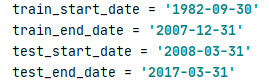 train_start_date = '1982-09-30'
train_end_date = '2007-12-31'
test_start_date = '2008-03-31'
test_end_date = '2017-03-31'